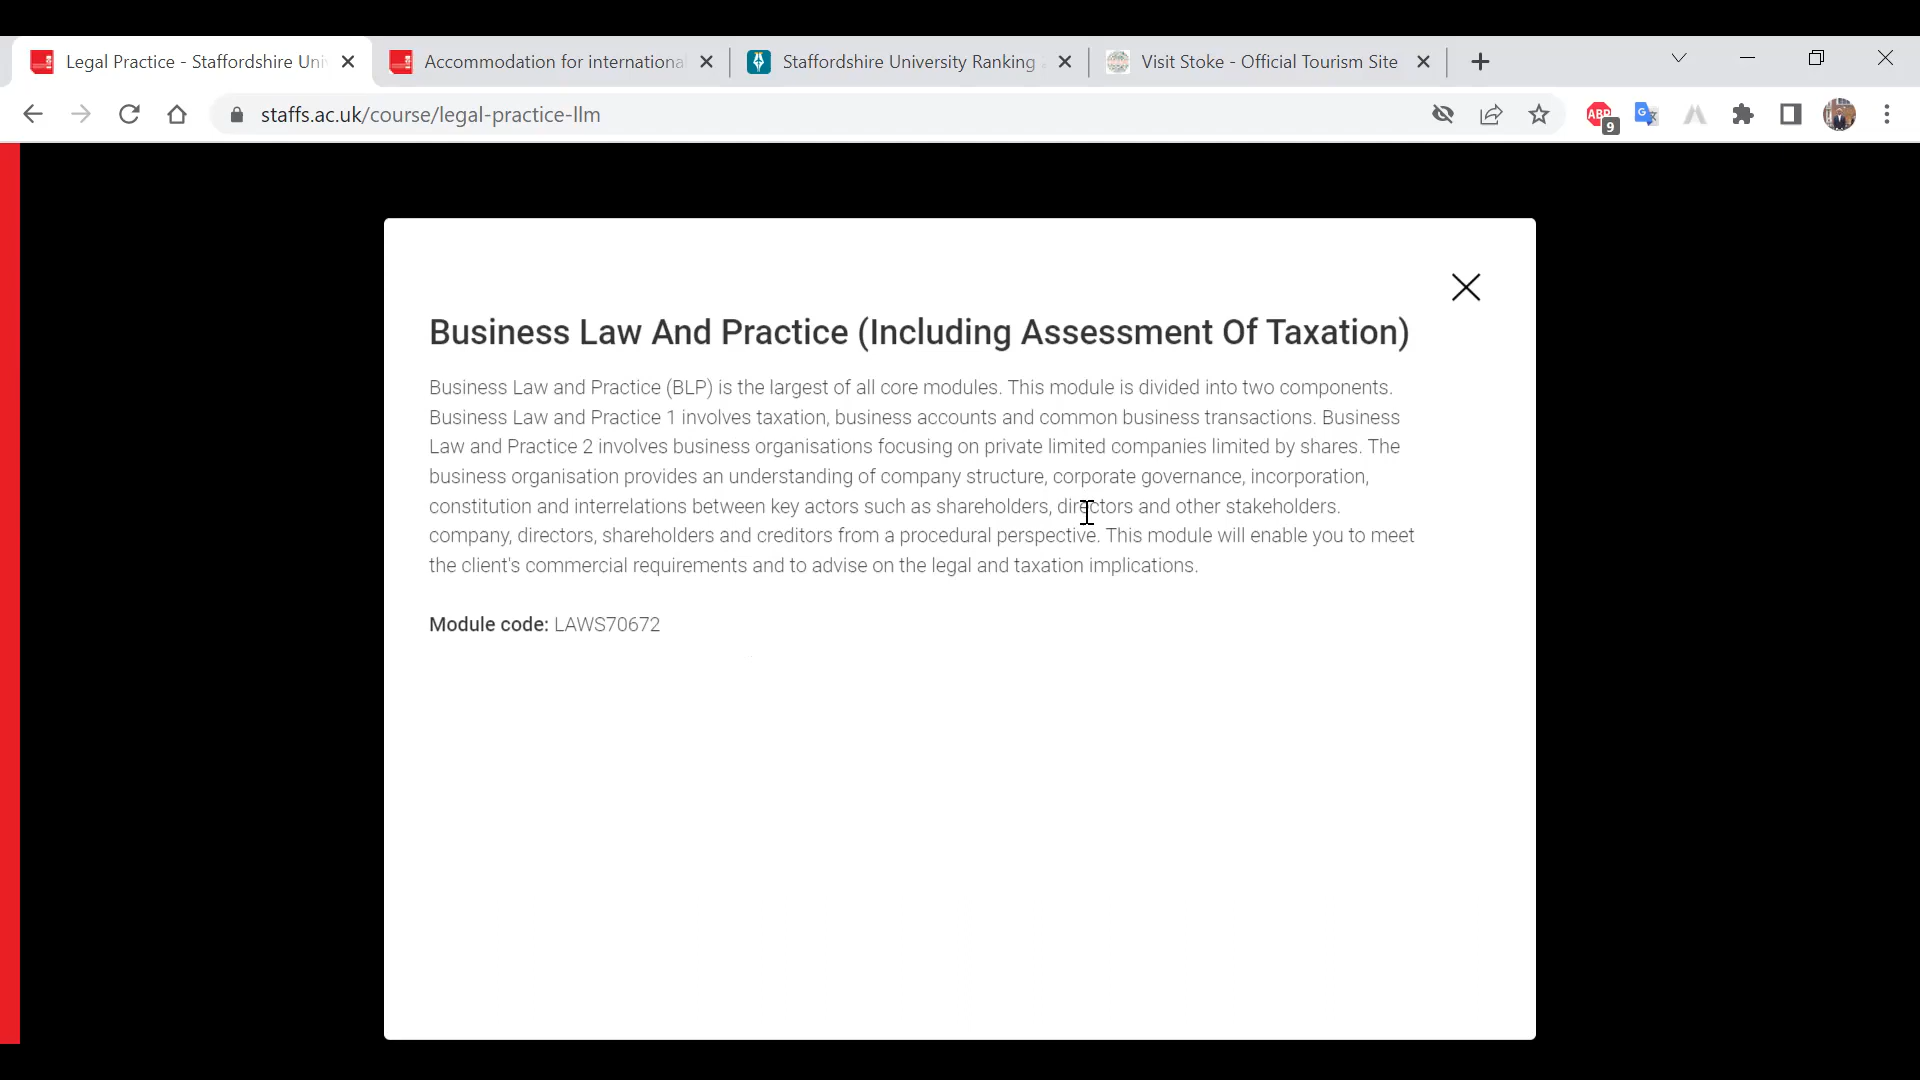 Legal Practice - Staffordshire Uni
Accommodation for internationa
Staffordshire University Ranking
Visit Stoke - Official Tourism Site
staffs.ac.uk/course/legal-practice-llm
ABP
9
G
Business Law And Practice (Including Assessment Of Taxation)
Business Law and Practice (BLP) is the largest of all core modules. This module is divided into two components.
Business Law and Practice 1 involves taxation, business accounts and common business transactions. Business
Law and Practice 2 involves business organisations focusing on private limited companies limited by shares. The
business organisation provides an understanding of company structure, corporate governance, incorporation,
constitution and interrelations between key actors such as shareholders, directors and other stakeholders.
company, directors, shareholders and creditors from a procedural perspective. This module will enable you to meet
the client's commercial requirements and to advise on the legal and taxation implications.
Module code: LAWS70672